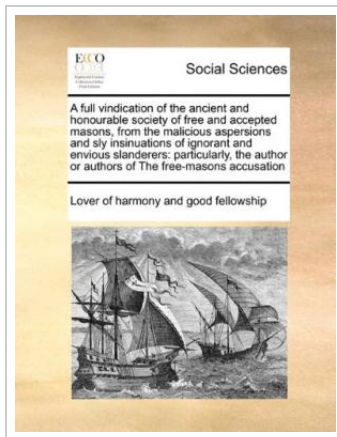 ECCO
Social Sciences
A full vindication of the ancient and
honourable society of free and accepted
masons, from the malicious aspersions
and sly insinuations of ignorant and
envious slanderers: particularly, the author
or authors of The free-masons accusation
Lover of harmony and good fellowship